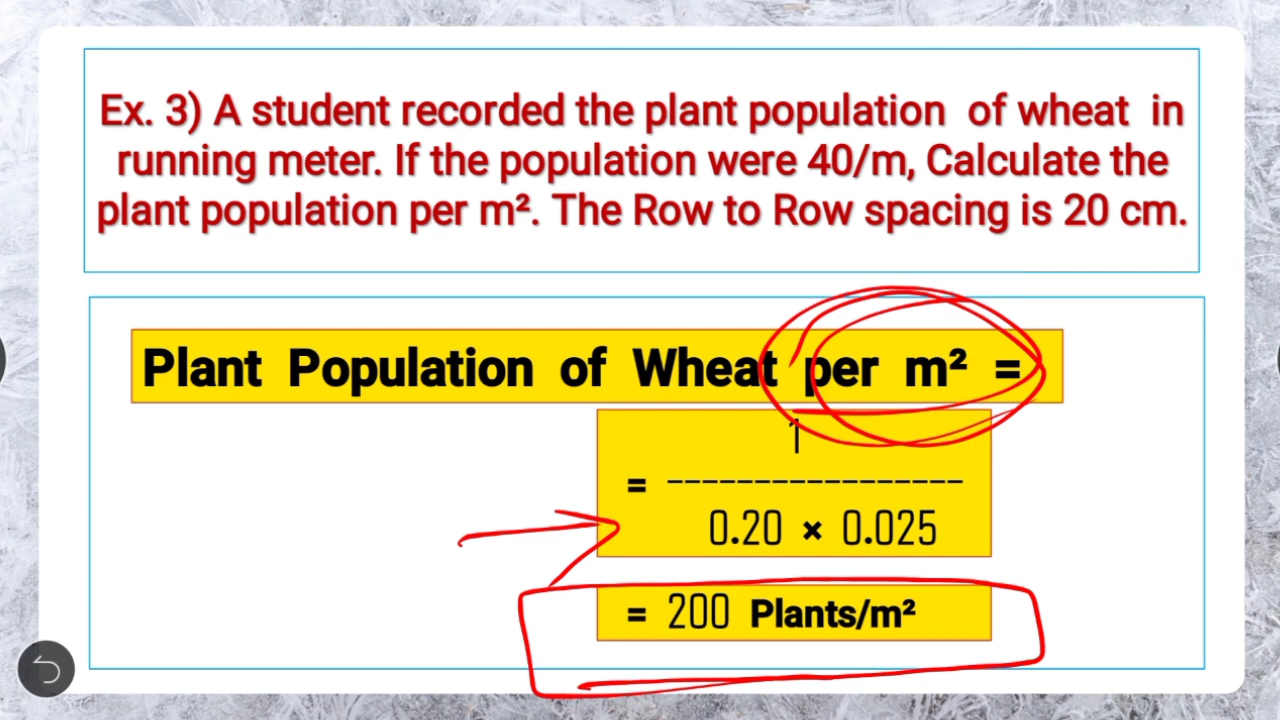 Ex. 3) A student recorded the plant population of wheat in
running meter. If the population were 40/m, Calculate the
plant population per m². The Row to Row spacing is 20 cm.
Plant Population of Wheat per m² =
1
= -----------------
0.20 × 0.025
= 200 Plants/m²